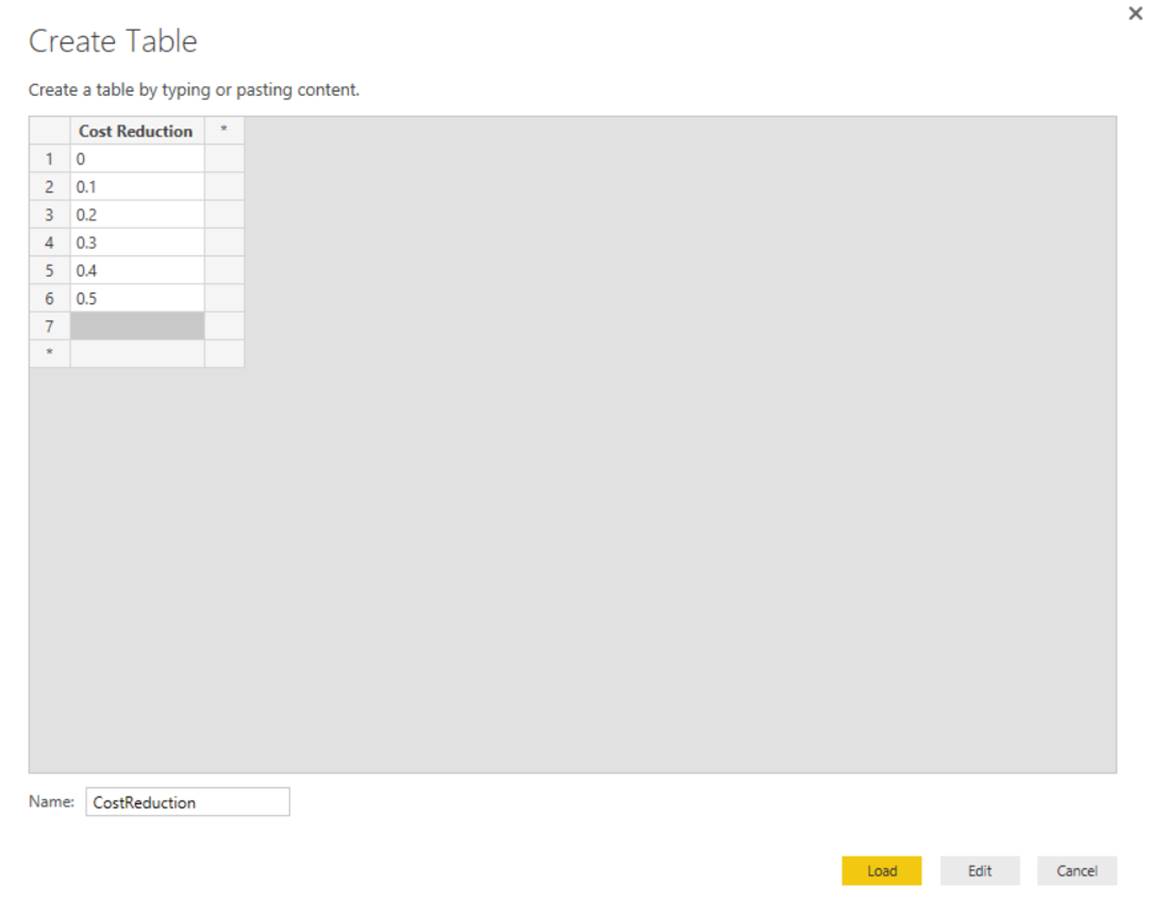 ×
Create Table
Create a table by typing or pasting content.
Cost Reduction *
1 0
2 0.1
3 0.2
4 0.3
5 0.4
6 0.5
7
*
Name: CostReduction
Load Edit Cancel